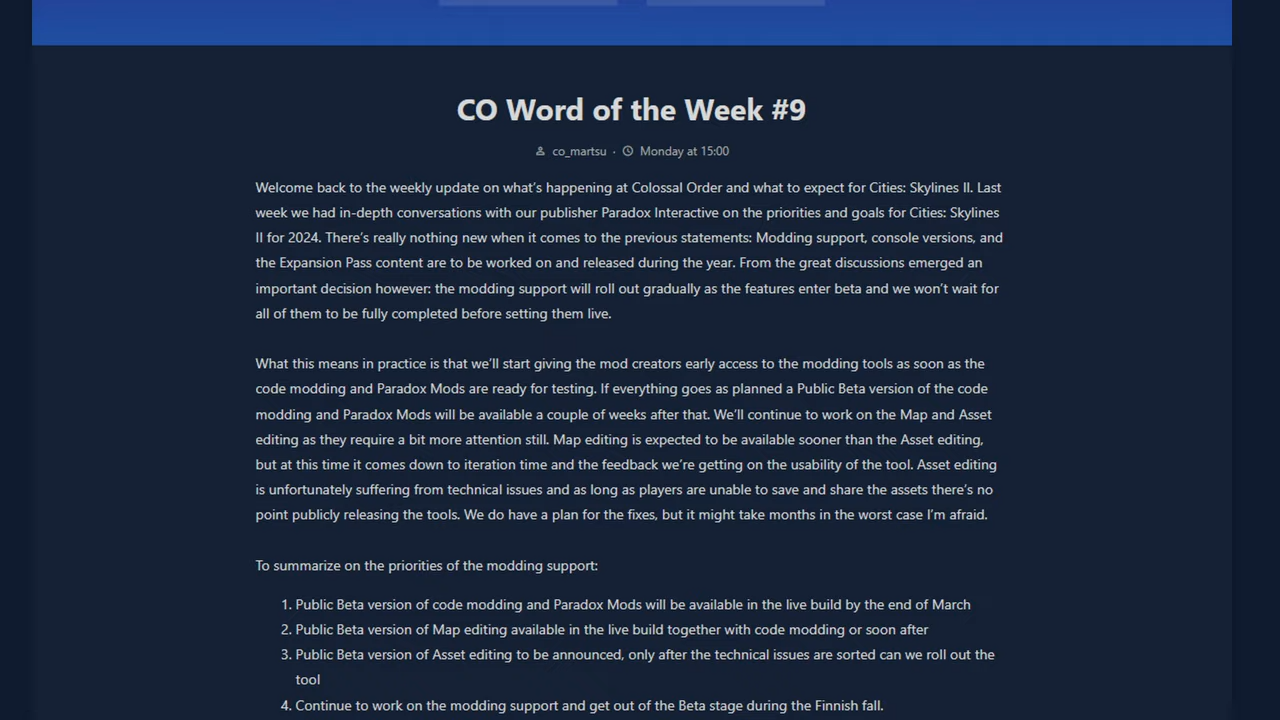 CO Word of the Week #9
co_martsu · Monday at 15:00
Welcome back to the weekly update on what's happening at Colossal Order and what to expect for Cities: Skylines II. Last
week we had in-depth conversations with our publisher Paradox Interactive on the priorities and goals for Cities: Skylines
II for 2024. There's really nothing new when it comes to the previous statements: Modding support, console versions, and
the Expansion Pass content are to be worked on and released during the year. From the great discussions emerged an
important decision however: the modding support will roll out gradually as the features enter beta and we won't wait for
all of them to be fully completed before setting them live.
What this means in practice is that we'll start giving the mod creators early access to the modding tools as soon as the
code modding and Paradox Mods are ready for testing. If everything goes as planned a Public Beta version of the code
modding and Paradox Mods will be available a couple of weeks after that. We'll continue to work on the Map and Asset
editing as they require a bit more attention still. Map editing is expected to be available sooner than the Asset editing,
but at this time it comes down to iteration time and the feedback we're getting on the usability of the tool. Asset editing
is unfortunately suffering from technical issues and as long as players are unable to save and share the assets there's no
point publicly releasing the tools. We do have a plan for the fixes, but it might take months in the worst case I'm afraid.
To summarize on the priorities of the modding support:
1. Public Beta version of code modding and Paradox Mods will be available in the live build by the end of March
2. Public Beta version of Map editing available in the live build together with code modding or soon after
3. Public Beta version of Asset editing to be announced, only after the technical issues are sorted can we roll out the
tool
4. Continue to work on the modding support and get out of the Beta stage during the Finnish fall.